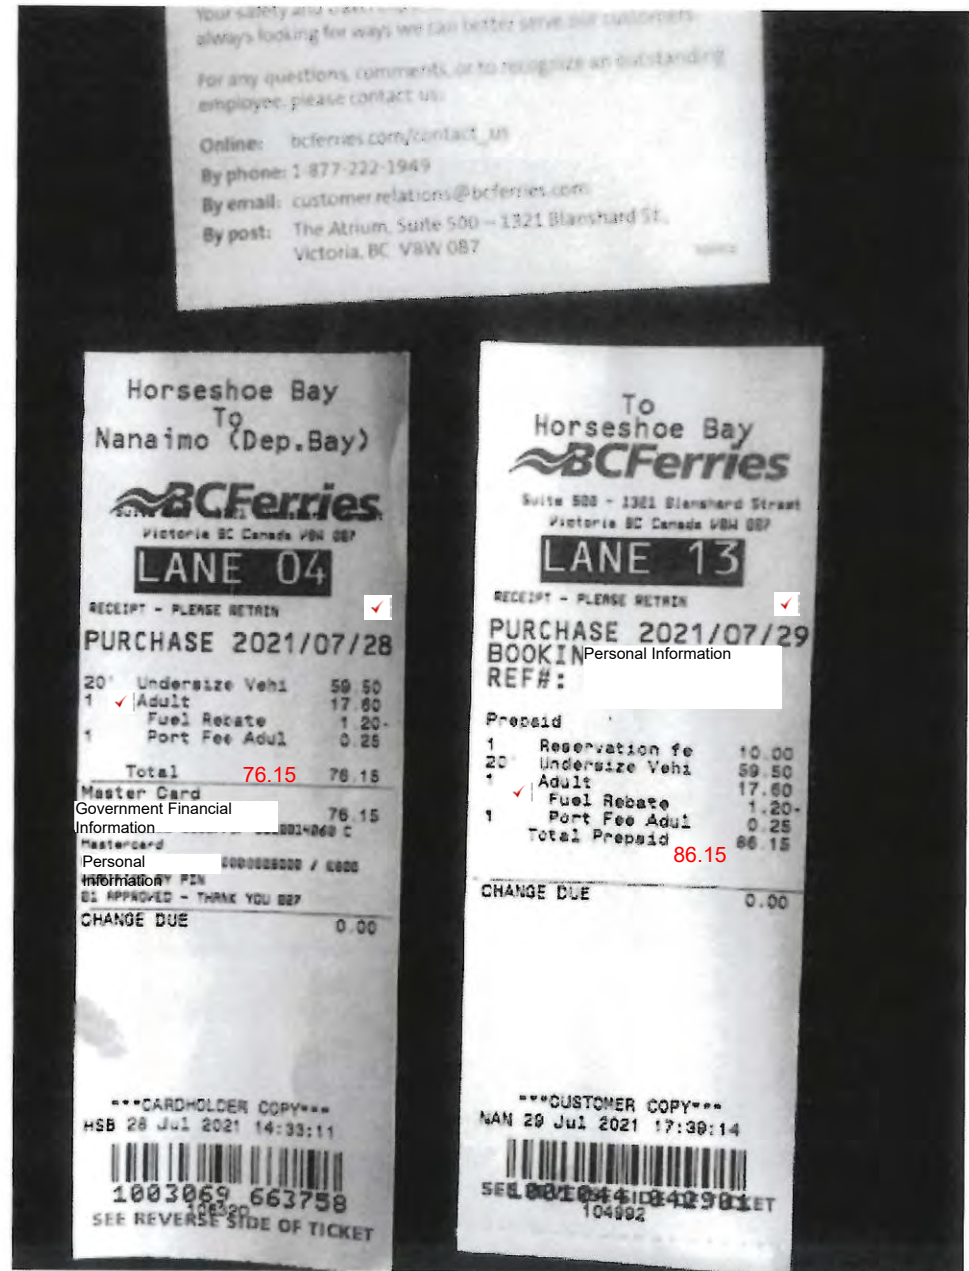 Your safety and
always looking for ways we can better serve our customers
For any questions, comments, or to recognize an outstanding
employee, please contact us:
Online: bcferries.com/contact_us
By phone: 1-877-222-1949
By email: customer.relations@bcferries.com
By post: The Atrium, Suite 500 – 1321 Blanshard St.,
Victoria, BC V8W 0B7
Horseshoe Bay
To
Nanaimo (Dep.Bay)
BCFerries
Victoria BC Canada V8W 0B7
LANE 04
RECEIPT - PLEASE RETAIN
PURCHASE 2021/07/28
20' Undersize Vehi 59.50
1 Adult 17.60
Fuel Rebate 1.20-
1 Port Fee Adul 0.25
Total 76.15 76.15
Master Card
Government Financial 76.15
Information 0014060 C
Mastercard
Personal
Information BY PIN
01 APPROVED - THANK YOU 027
CHANGE DUE 0.00
***CARDHOLDER COPY***
HSB 28 Jul 2021 14:33:11
1003069 663758
SEE REVERSE SIDE OF TICKET
To
Horseshoe Bay
BCFerries
Suite 500 - 1321 Blanshard Street
Victoria BC Canada V8W 0B7
LANE 13
RECEIPT - PLEASE RETAIN
PURCHASE 2021/07/29
BOOKIN Personal Information
REF#:
Prepaid
1 Reservation fe 10.00
20' Undersize Vehi 59.50
1 Adult 17.60
Fuel Rebate 1.20-
1 Port Fee Adul 0.25
Total Prepaid 86.15
86.15
CHANGE DUE 0.00
***CUSTOMER COPY***
NAN 29 Jul 2021 17:39:14
104992